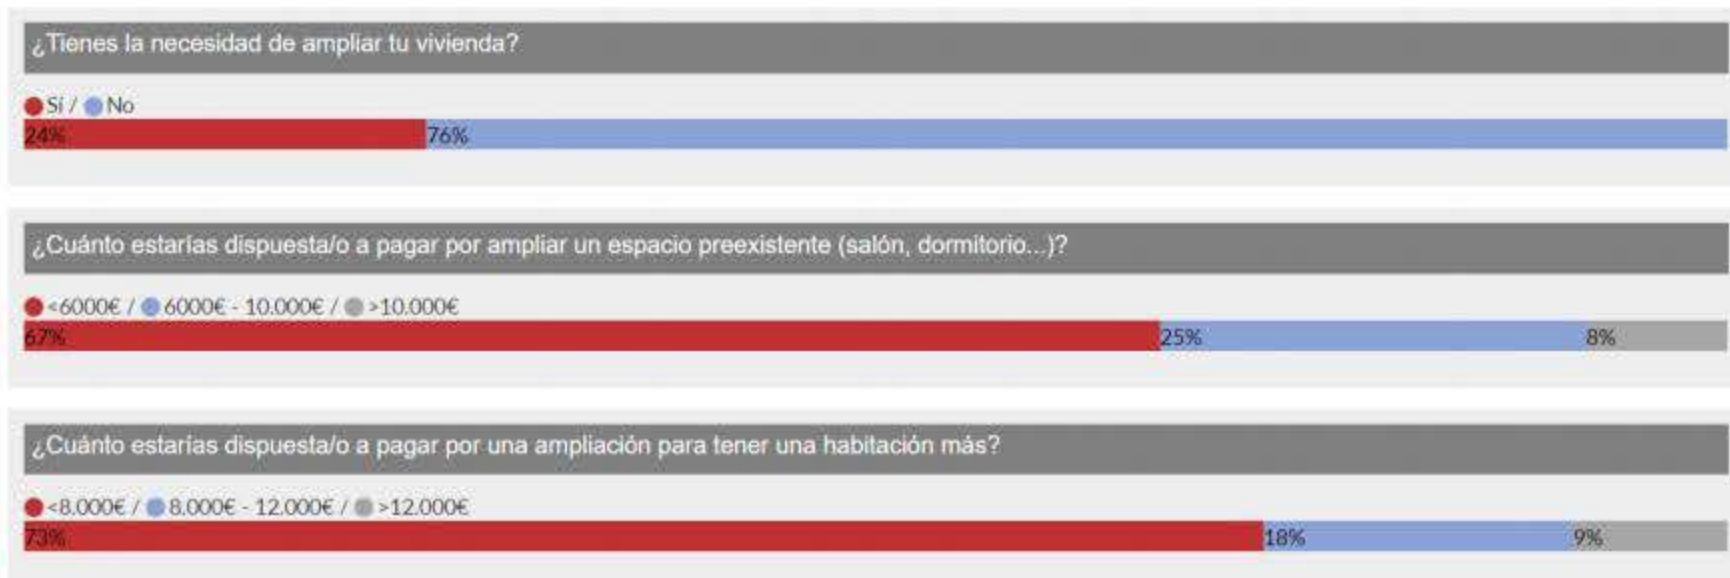 ¿Tienes la necesidad de ampliar tu vivienda?
Sí / No
24% 76%
¿Cuánto estarías dispuesta/o a pagar por ampliar un espacio preexistente (salón, dormitorio...)?
<6000€ / 6000€ - 10.000€ / >10.000€
67% 25% 8%
¿Cuánto estarías dispuesta/o a pagar por una ampliación para tener una habitación más?
<8.000€ / 8.000€ - 12.000€ / >12.000€
73% 18% 9%